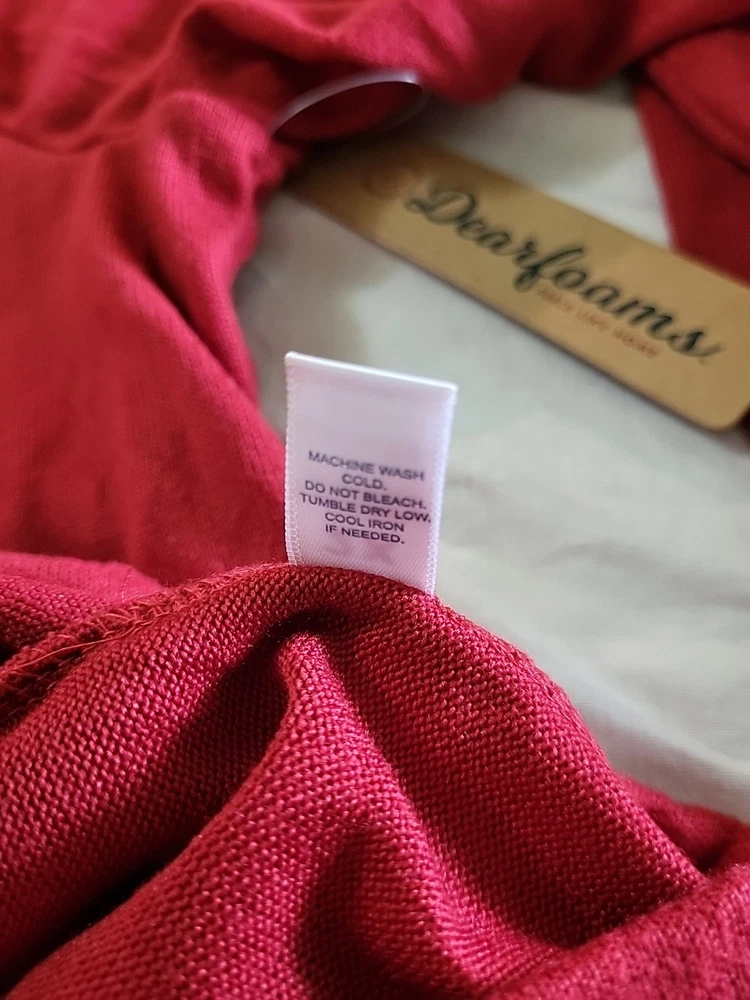 Dearfoams
MACHINE WASH
COLD.
DO NOT BLEACH.
TUMBLE DRY LOW.
COOL IRON
IF NEEDED.